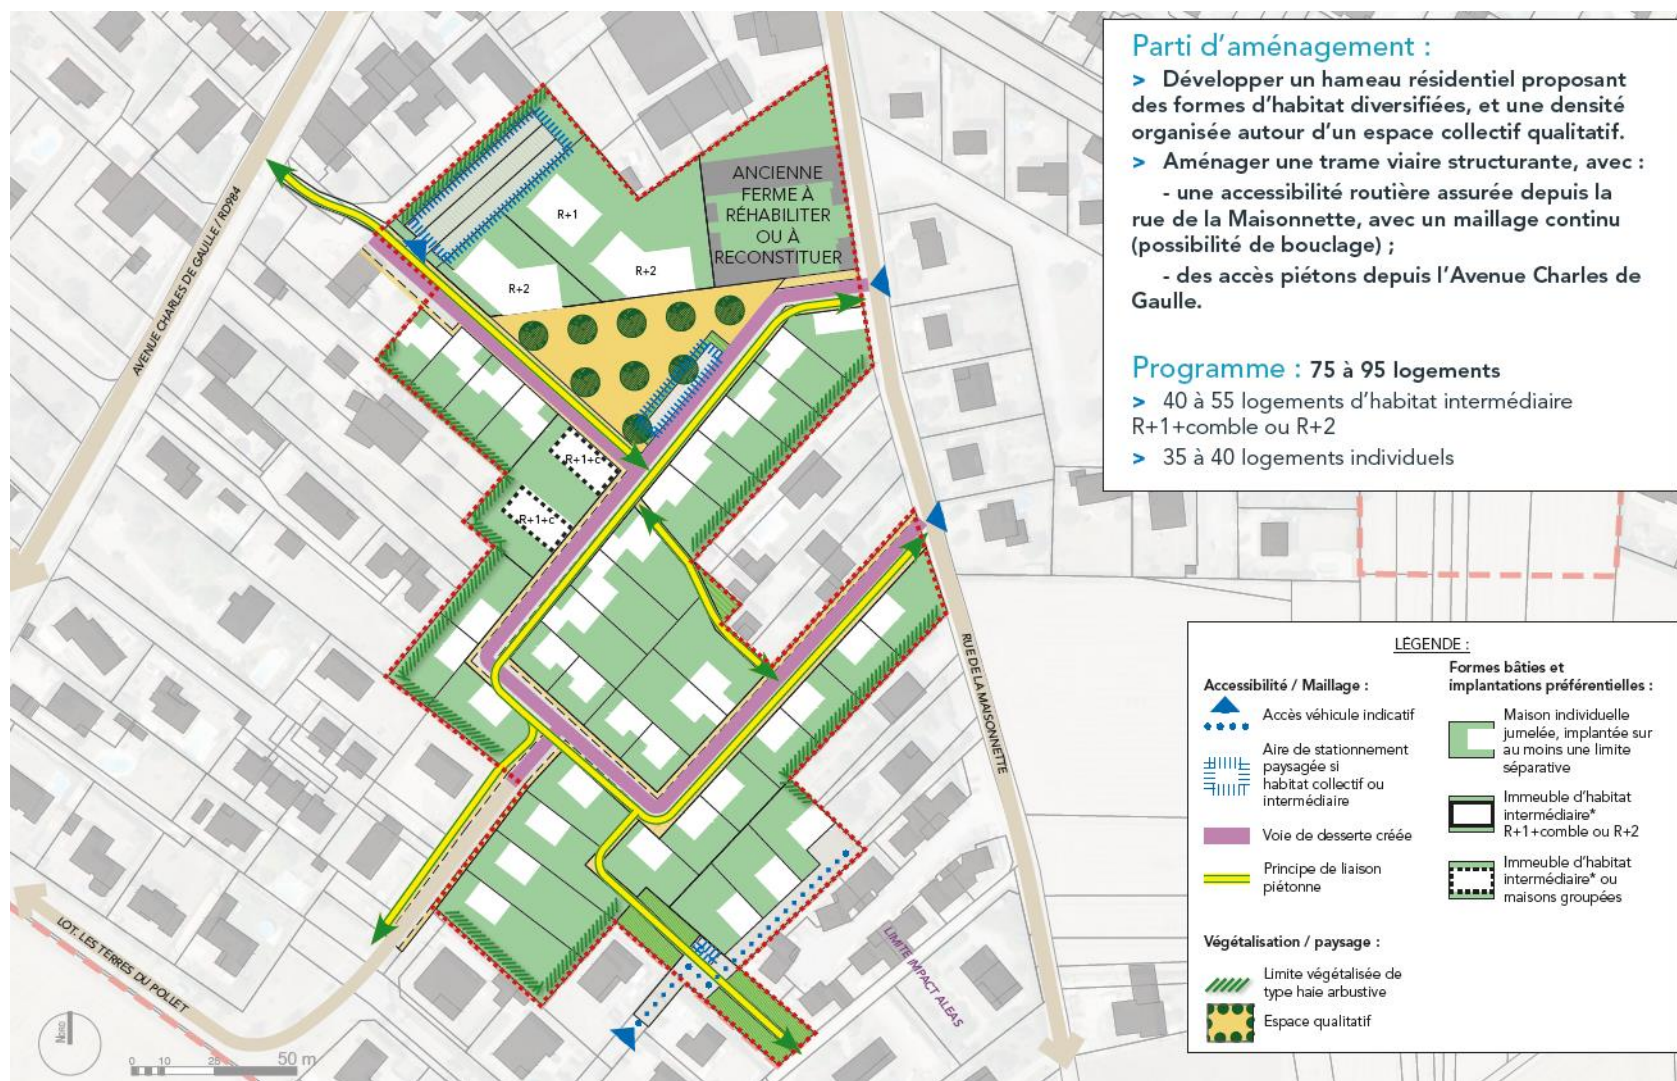 Parti d'aménagement :
> Développer un hameau résidentiel proposant
des formes d'habitat diversifiées, et une densité
organisée autour d'un espace collectif qualitatif.
> Aménager une trame viaire structurante, avec :
- une accessibilité routière assurée depuis la
rue de la Maisonnette, avec un maillage continu
(possibilité de bouclage) ;
- des accès piétons depuis l'Avenue Charles de
Gaulle.
Programme : 75 à 95 logements
> 40 à 55 logements d'habitat intermédiaire
R+1+comble ou R+2
> 35 à 40 logements individuels
ANCIENNE
FERME À
RÉHABILITER
OU À
RECONSTITUER
R+1
R+2
R+2
R+1+c
R+1+c
AVENUE CHARLES DE GAULLE / RD984
RUE DE LA MAISONNETTE
LOT. LES TERRES DU POLLET
LIMITE IMPACT ALEAS
NORD
0 10 25 50 m
LÉGENDE :
Accessibilité / Maillage :
Accès véhicule indicatif
Aire de stationnement
paysagée si
habitat collectif ou
intermédiaire
Voie de desserte créée
Principe de liaison
piétonne
Végétalisation / paysage :
Limite végétalisée de
type haie arbustive
Espace qualitatif
Formes bâties et
implantations préférentielles :
Maison individuelle
jumelée, implantée sur
au moins une limite
séparative
Immeuble d'habitat
intermédiaire*
R+1+comble ou R+2
Immeuble d'habitat
intermédiaire* ou
maisons groupées